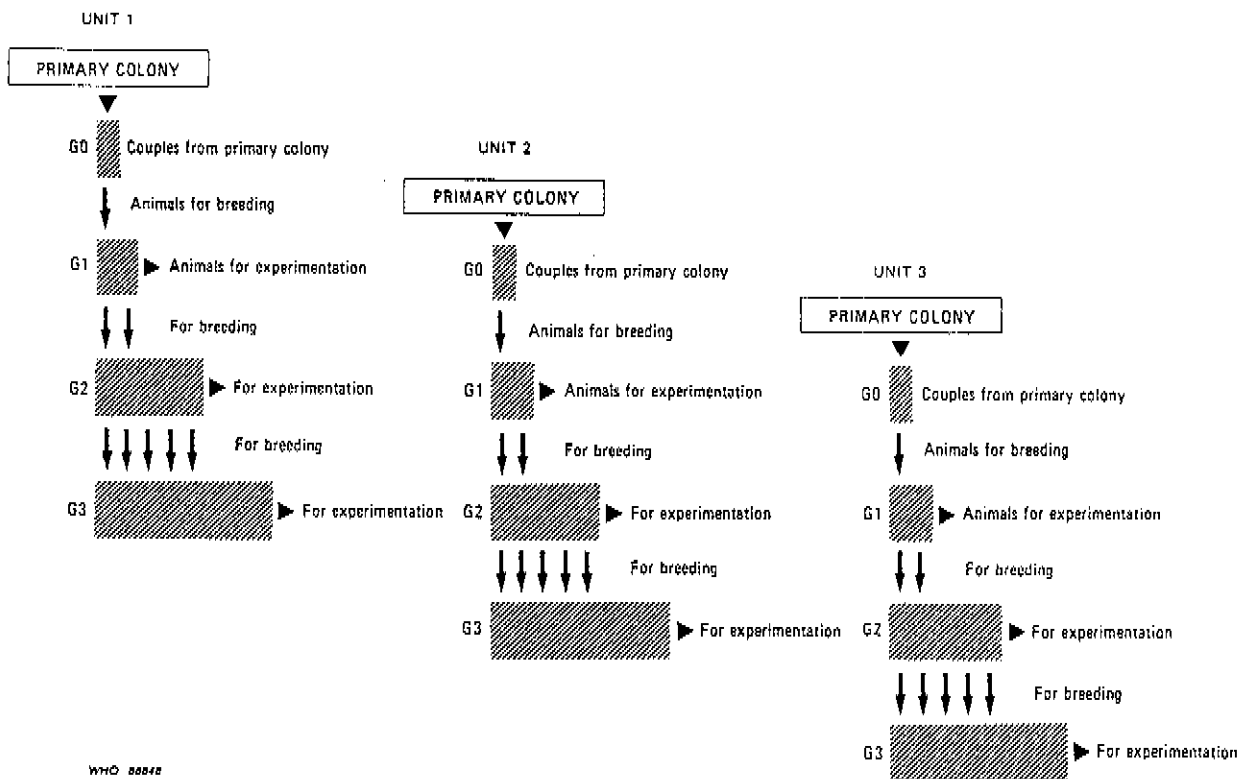 UNIT 1
PRIMARY COLONY
G0 Couples from primary colony
Animals for breeding
G1 Animals for experimentation
For breeding
G2 For experimentation
For breeding
G3 For experimentation
UNIT 2
PRIMARY COLONY
G0 Couples from primary colony
Animals for breeding
G1 Animals for experimentation
For breeding
G2 For experimentation
For breeding
G3 For experimentation
UNIT 3
PRIMARY COLONY
G0 Couples from primary colony
Animals for breeding
G1 Animals for experimentation
For breeding
G2 For experimentation
For breeding
G3 For experimentation
WHO